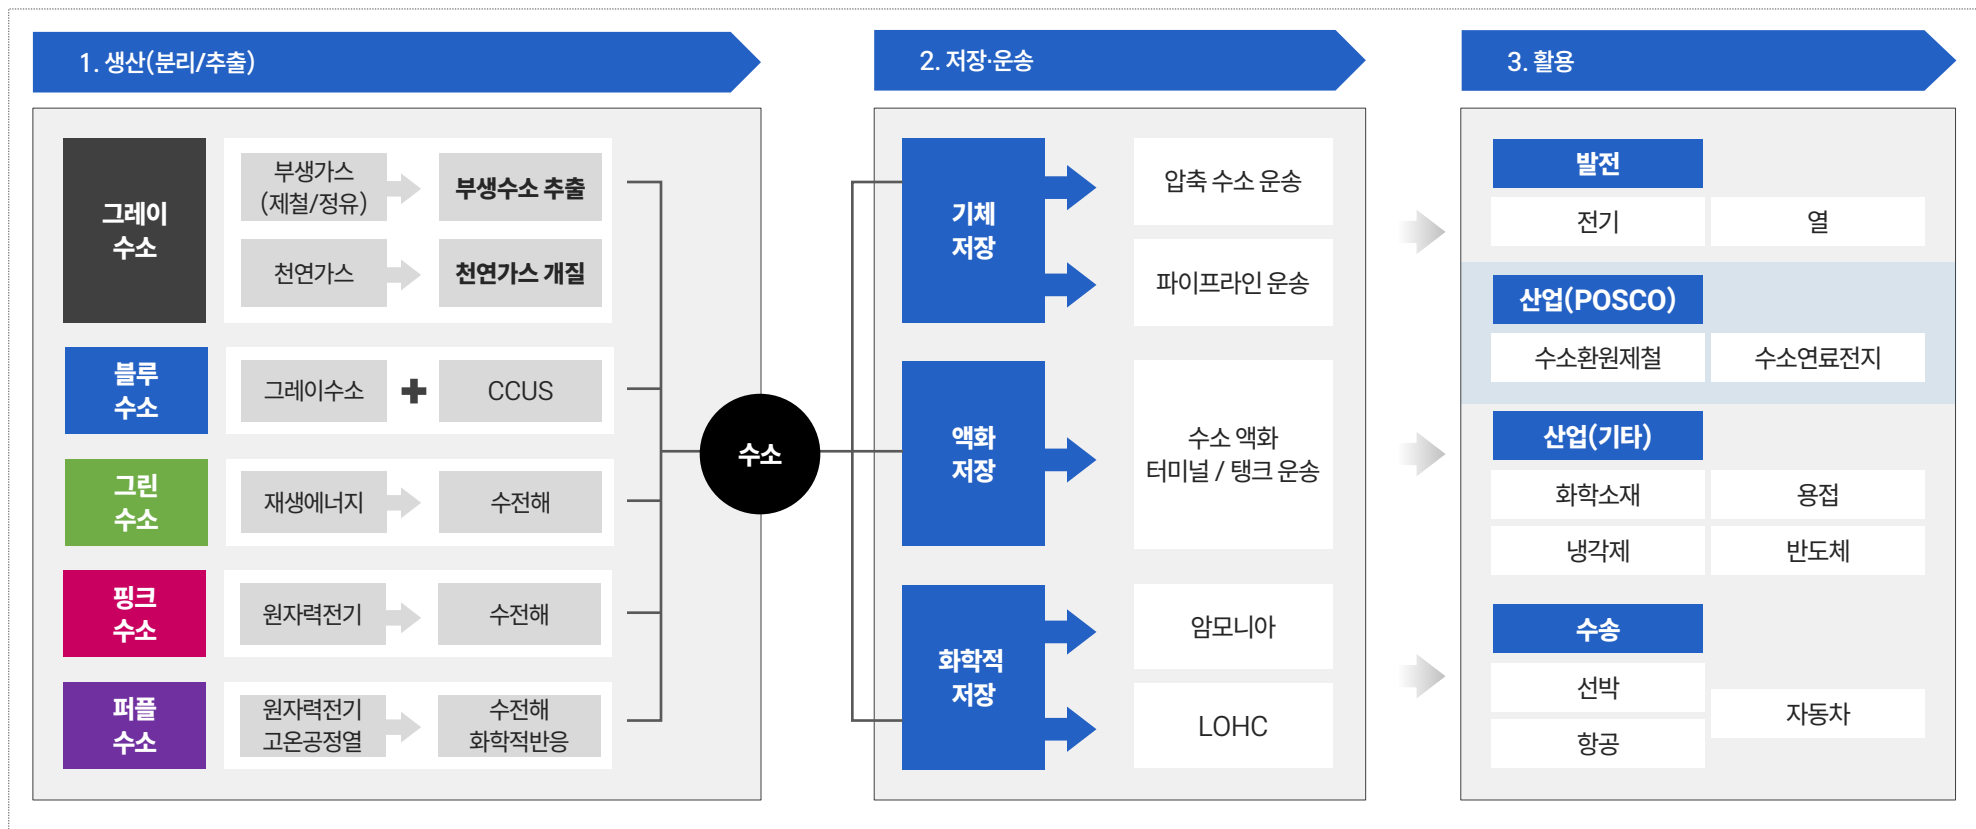 1. 생산(분리/추출)
그레이
수소
부생가스
(제철/정유)
부생수소 추출
천연가스
천연가스 개질
블루
수소
그레이수소
CCUS
그린
수소
재생에너지
수전해
핑크
수소
원자력전기
수전해
퍼플
수소
원자력전기
고온공정열
수전해
화학적반응
수소
2. 저장·운송
기체
저장
압축 수소 운송
파이프라인 운송
액화
저장
수소 액화
터미널 / 탱크 운송
화학적
저장
암모니아
LOHC
3. 활용
발전
전기
열
산업(POSCO)
수소환원제철
수소연료전지
산업(기타)
화학소재
용접
냉각제
반도체
수송
선박
자동차
항공